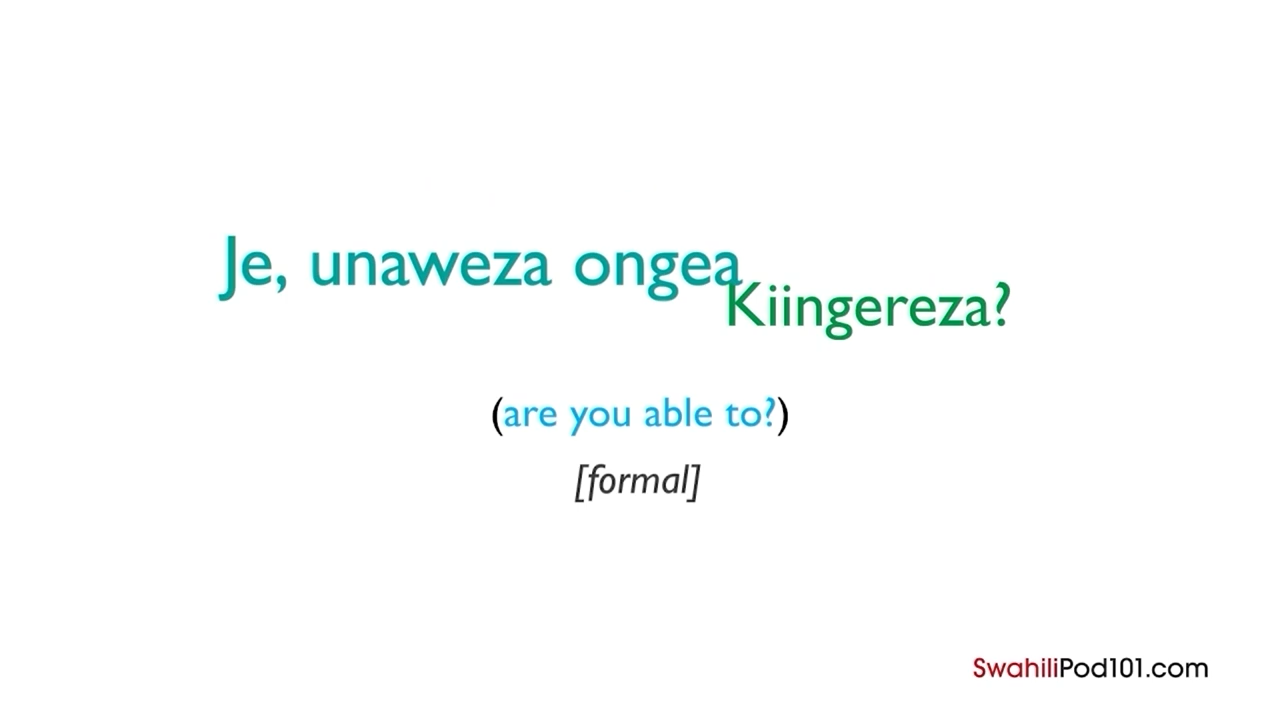 Je, unaweza ongea Kiingereza?
(are you able to?)
[formal]
SwahiliPod101.com